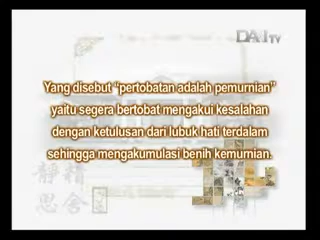 DAI TV
Yang disebut "pertobatan adalah pemurnian"
yaitu segera bertobat mengakui kesalahan
dengan ketulusan dari lubuk hati terdalam
sehingga mengakumulasi benih kemurnian.
靜 精
思 舍